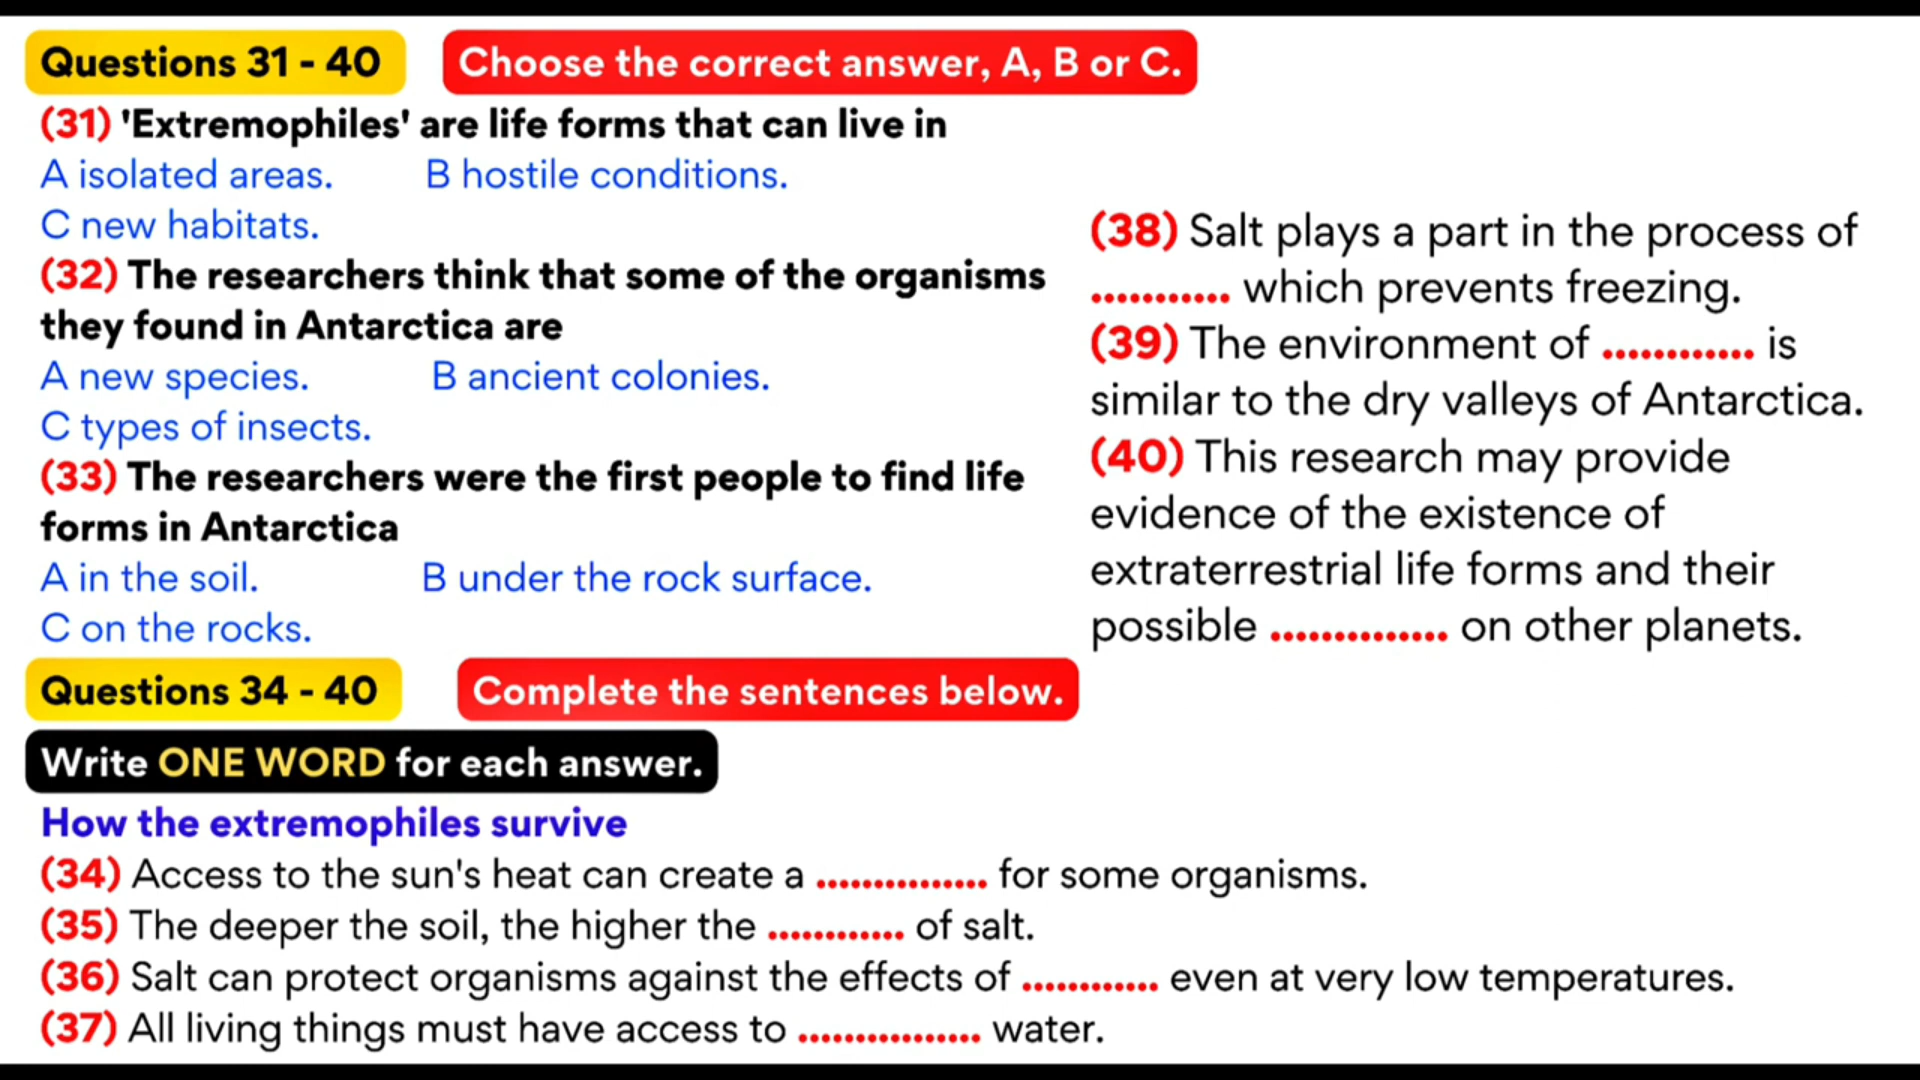 Questions 31 - 40
Choose the correct answer, A, B or C.
(31) 'Extremophiles' are life forms that can live in
A isolated areas. B hostile conditions.
C new habitats.
(32) The researchers think that some of the organisms
they found in Antarctica are
A new species. B ancient colonies.
C types of insects.
(33) The researchers were the first people to find life
forms in Antarctica
A in the soil. B under the rock surface.
C on the rocks.
Questions 34 - 40
Complete the sentences below.
Write ONE WORD for each answer.
How the extremophiles survive
(34) Access to the sun's heat can create a ............... for some organisms.
(35) The deeper the soil, the higher the ............ of salt.
(36) Salt can protect organisms against the effects of ............ even at very low temperatures.
(37) All living things must have access to ................ water.
(38) Salt plays a part in the process of
........... which prevents freezing.
(39) The environment of ............ is
similar to the dry valleys of Antarctica.
(40) This research may provide
evidence of the existence of
extraterrestrial life forms and their
possible .............. on other planets.